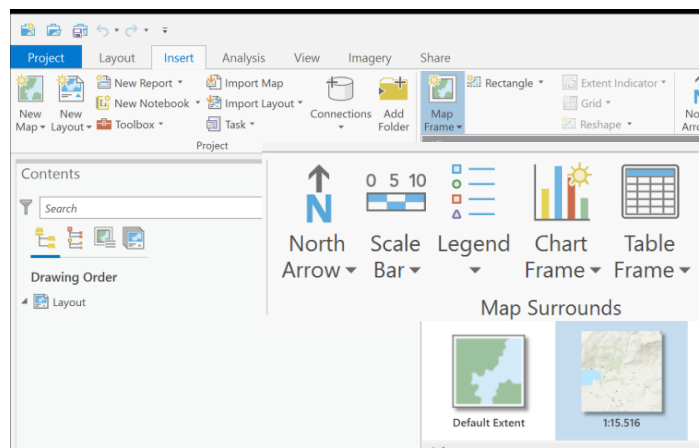 Project Layout Insert Analysis View Imagery Share
New Map
New Layout
New Report
New Notebook
Toolbox
Import Map
Import Layout
Task
Connections
Add Folder
Project
Map Frame
Rectangle
Extent Indicator
Grid
Reshape
Contents
Search
Drawing Order
Layout
0 5 10
N
North Arrow
Scale Bar
Legend
Chart Frame
Table Frame
Map Surrounds
Default Extent
1:15.516